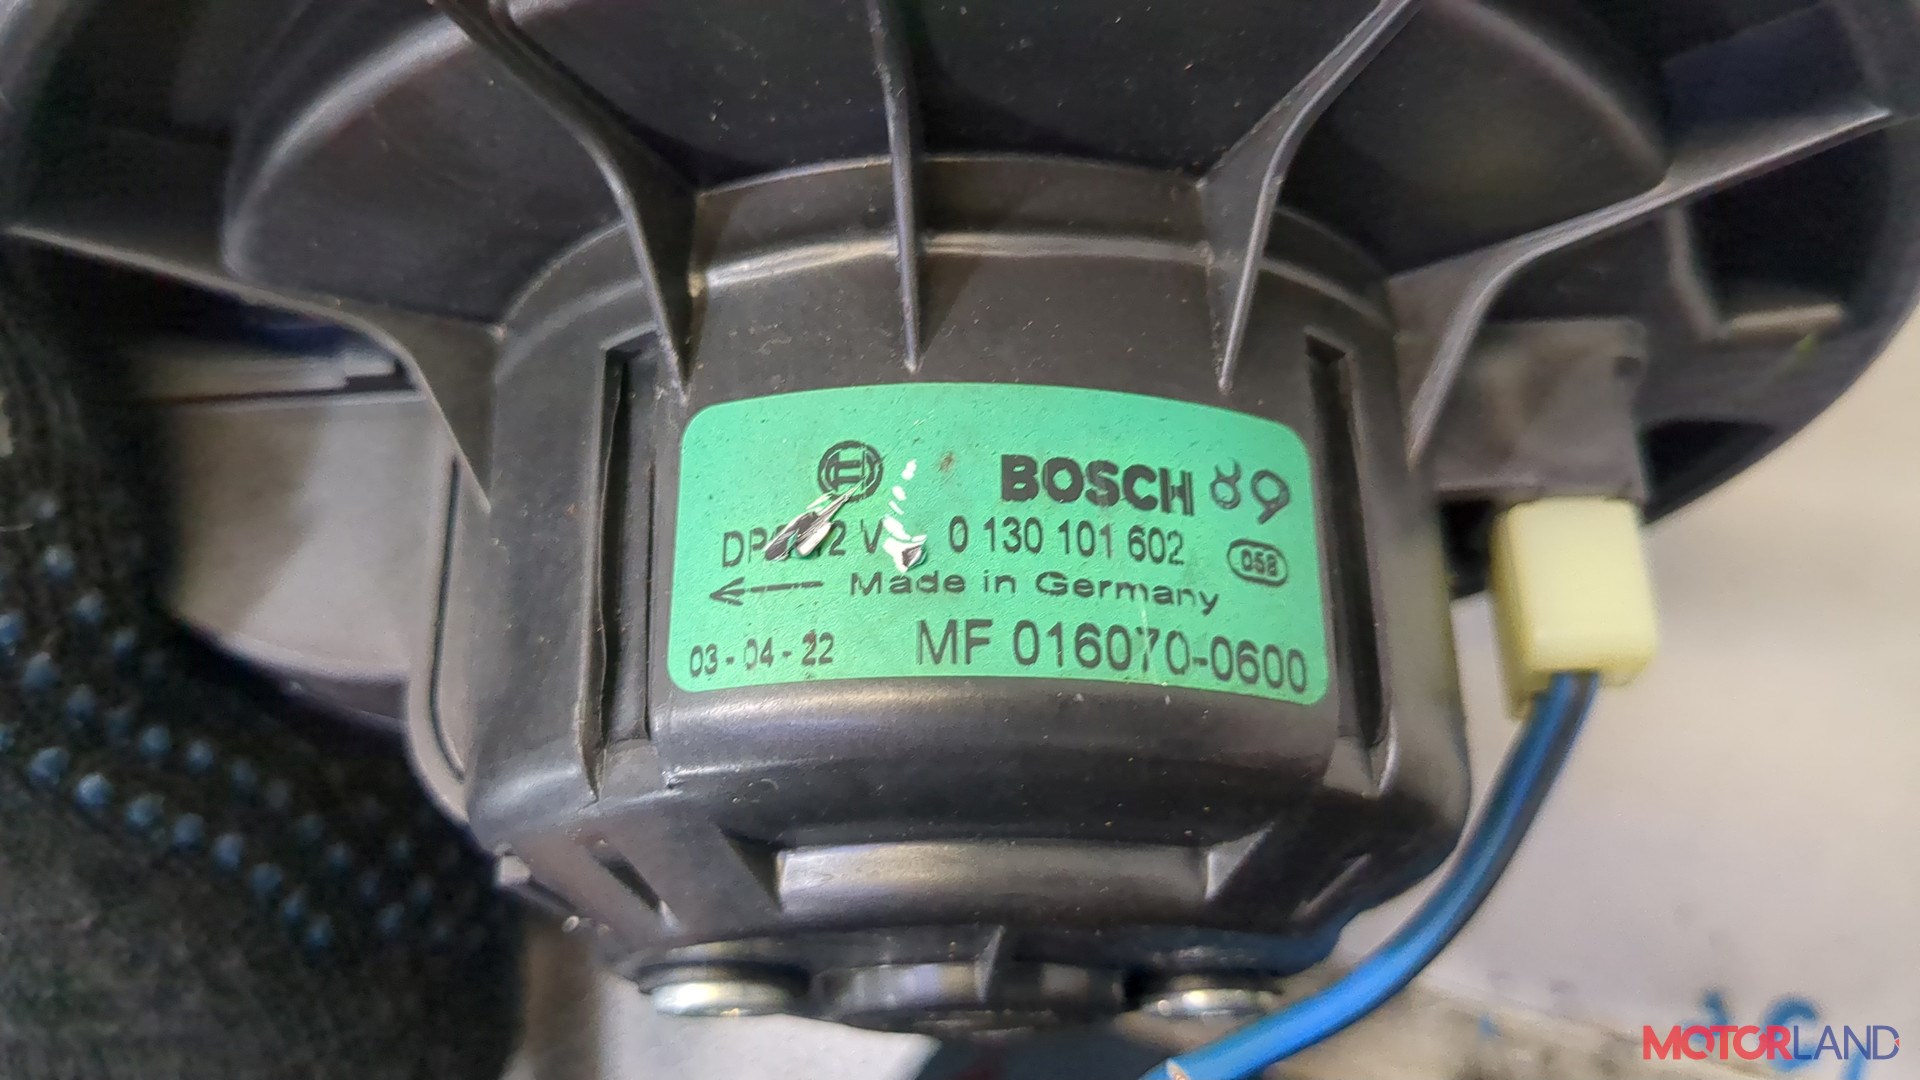 BOSCH
V 0 130 101 602 058
Made in Germany
03-04-22 MF 016070-0600
MOTORLAND